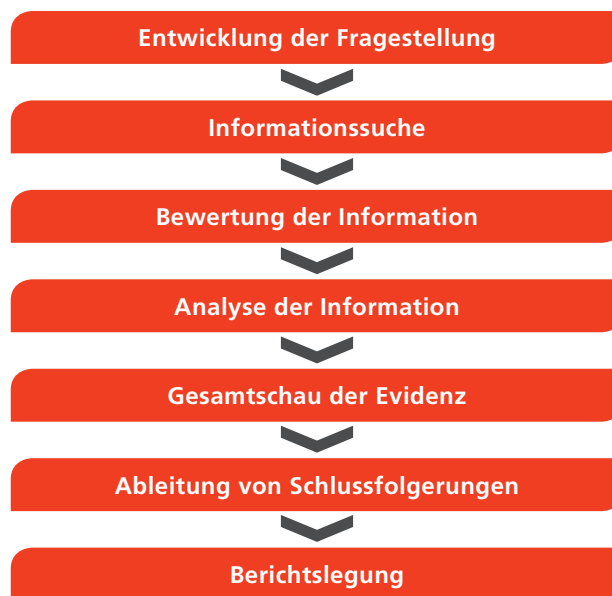 Entwicklung der Fragestellung
Informationssuche
Bewertung der Information
Analyse der Information
Gesamtschau der Evidenz
Ableitung von Schlussfolgerungen
Berichtslegung